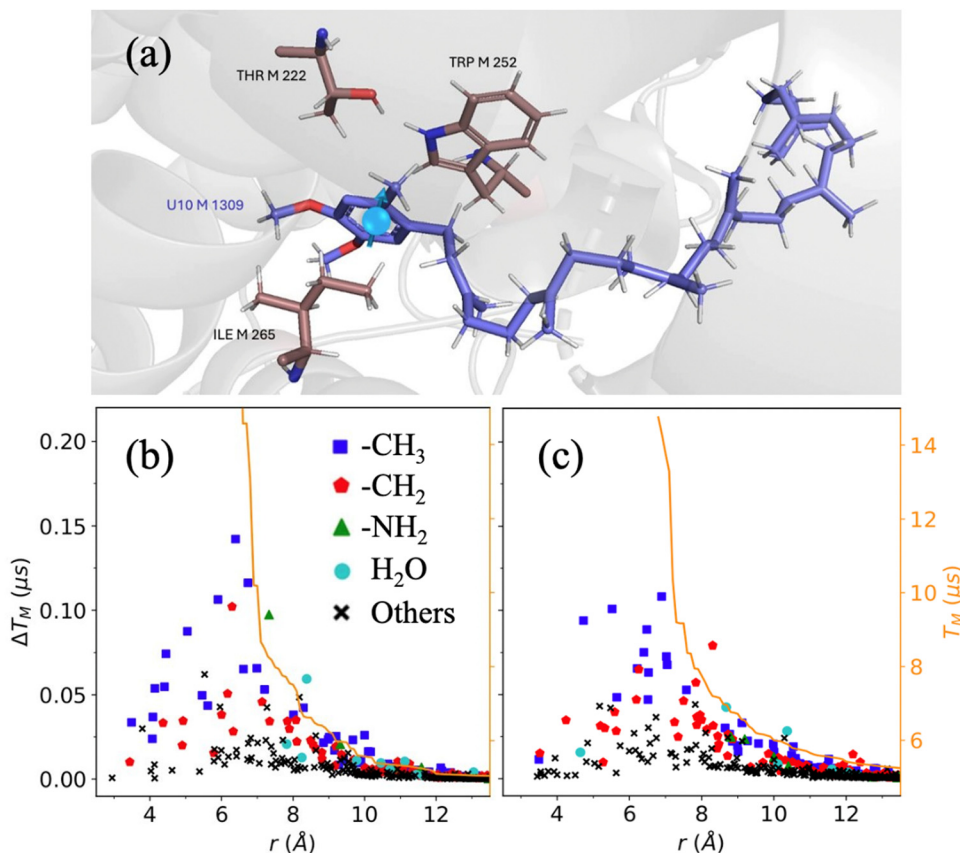 (a)
THR M 222
TRP M 252
U10 M 1309
ILE M 265
(b)
-CH₃
-CH₂
-NH₂
H₂O
Others
ΔT_M (μs)
0.20
0.15
0.10
0.05
0.00
4 6 8 10 12
r (Å)
(c)
14
12
10
8
6
T_M (μs)
4 6 8 10 12
r (Å)